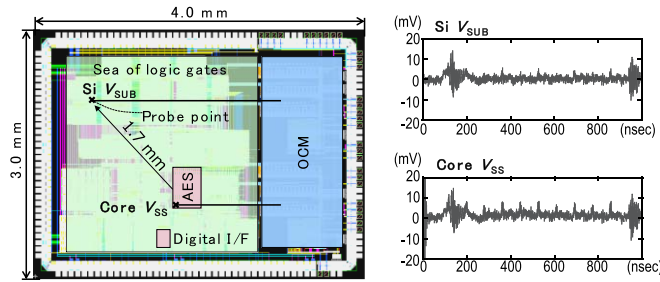 4.0 mm
3.0 mm
Sea of logic gates
Si VSUB
Probe point
1.7 mm
AES
Core VSS
Digital I/F
OCM
(mV) Si VSUB
20
10
0
-10
-20
0 200 400 600 800 (nsec)
(mV) Core VSS
20
10
0
-10
-20
0 200 400 600 800 (nsec)